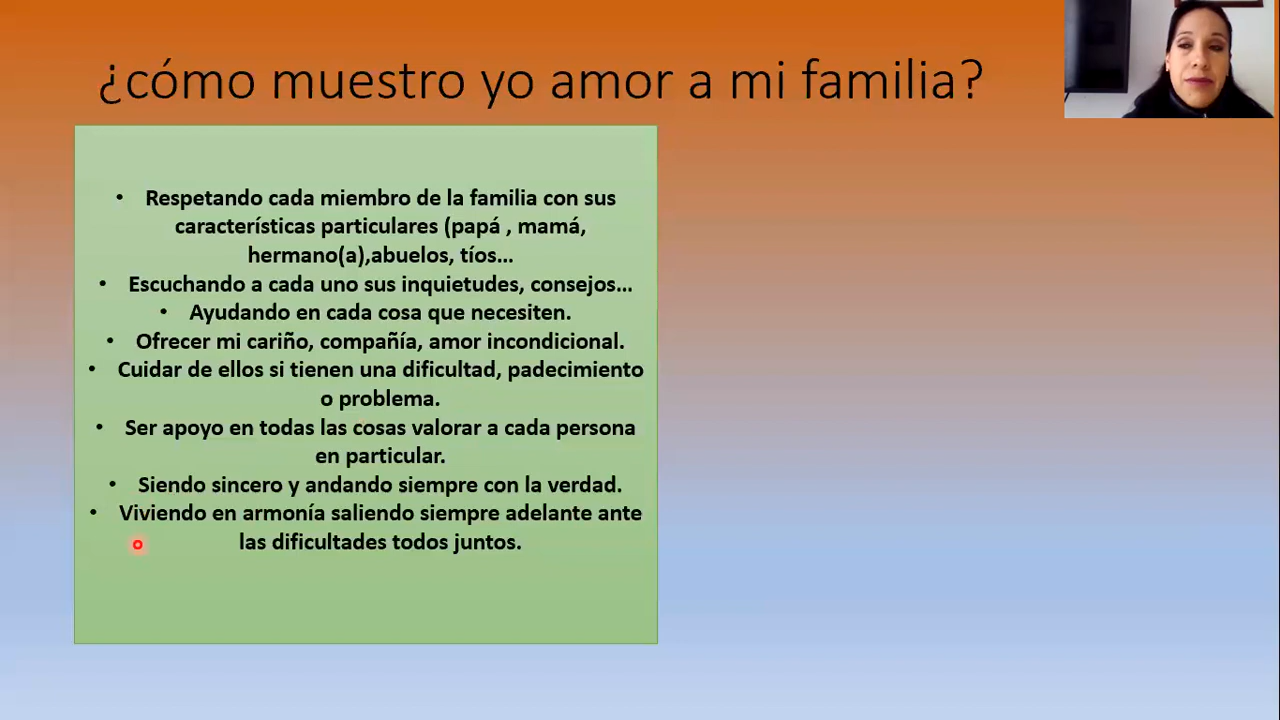 ¿cómo muestro yo amor a mi familia?
• Respetando cada miembro de la familia con sus
características particulares (papá , mamá,
hermano(a),abuelos, tíos...
• Escuchando a cada uno sus inquietudes, consejos...
• Ayudando en cada cosa que necesiten.
• Ofrecer mi cariño, compañía, amor incondicional.
• Cuidar de ellos si tienen una dificultad, padecimiento
o problema.
• Ser apoyo en todas las cosas valorar a cada persona
en particular.
• Siendo sincero y andando siempre con la verdad.
• Viviendo en armonía saliendo siempre adelante ante
las dificultades todos juntos.